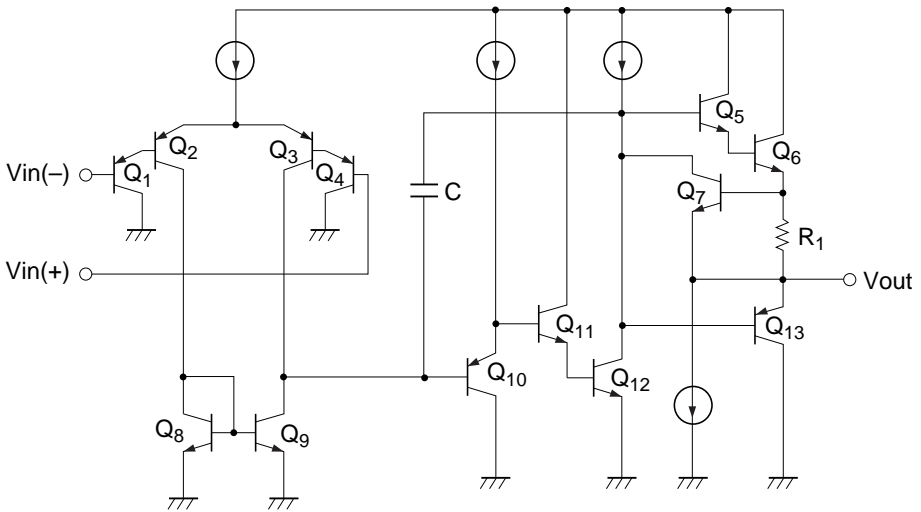 Q5
Q2
Q3
Q6
Vin(–)
Q1
Q4
Q7
C
R1
Vin(+)
Vout
Q11
Q13
Q10
Q12
Q8
Q9